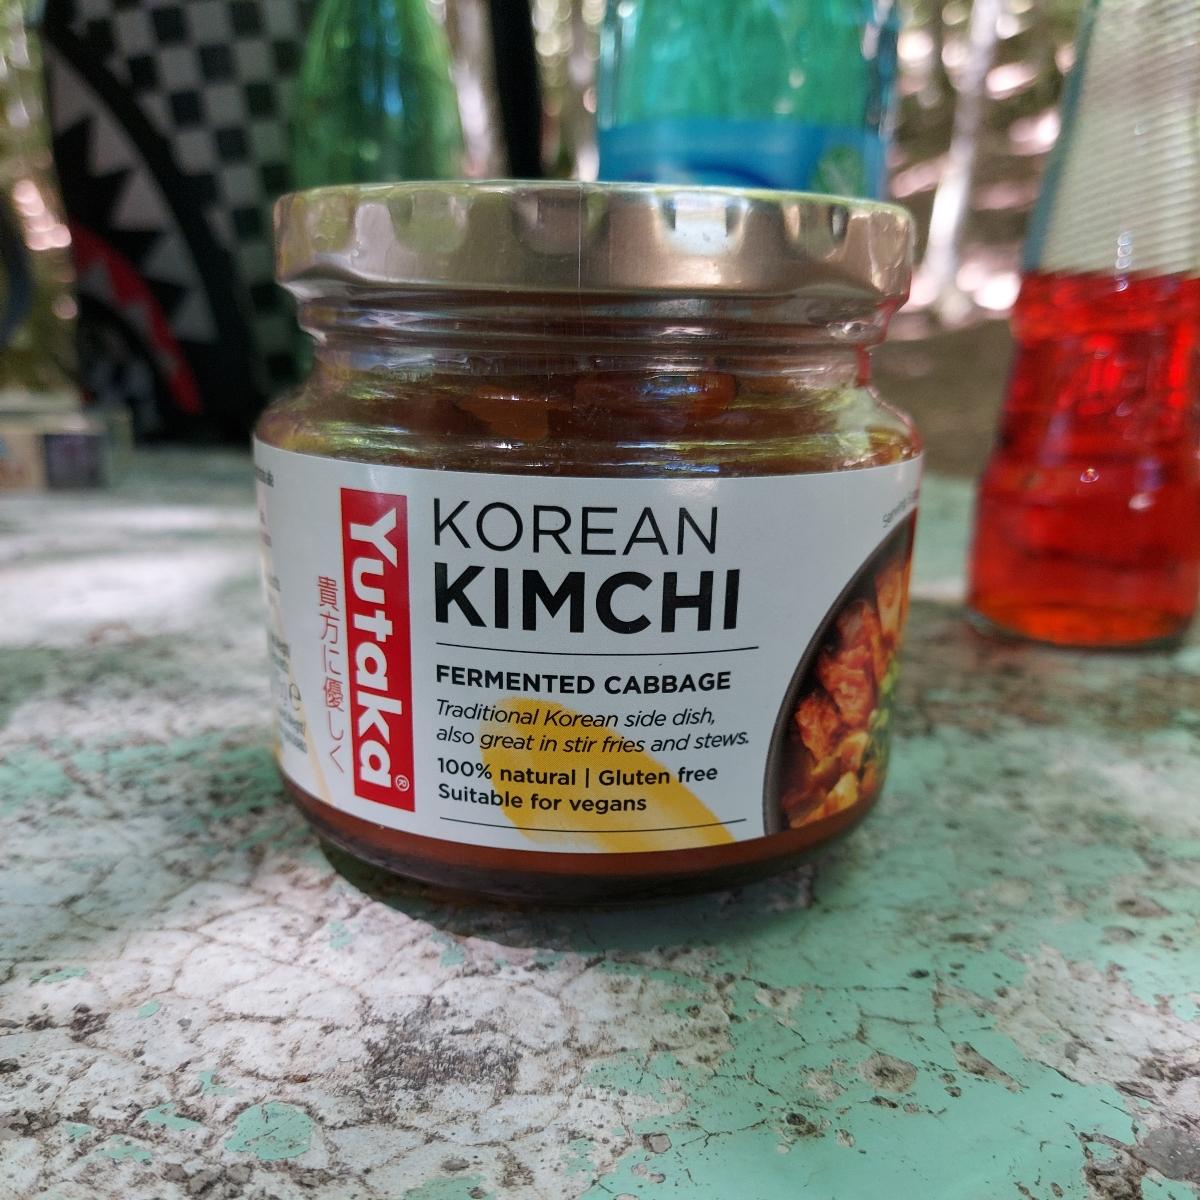 Yutaka®
貴方に優しく
KOREAN
KIMCHI
FERMENTED CABBAGE
Traditional Korean side dish,
also great in stir fries and stews.
100% natural | Gluten free
Suitable for vegans
Serving
e